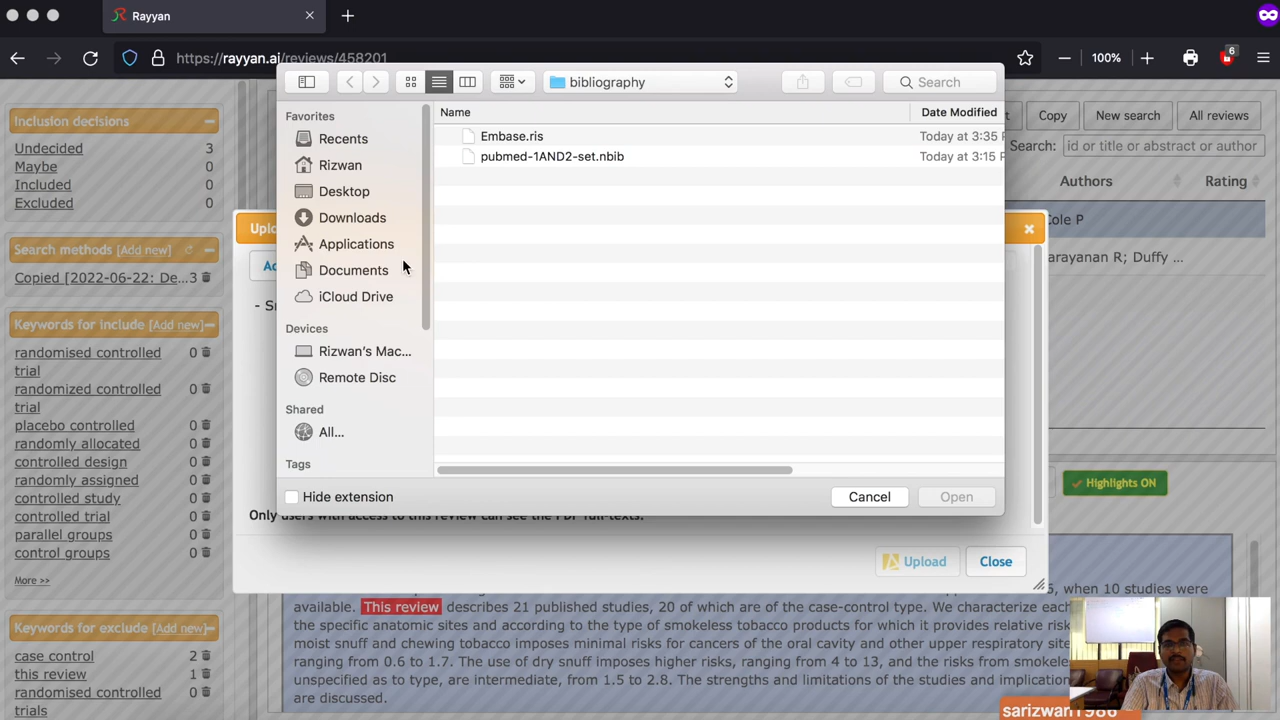 Rayyan
https://rayyan.ai/reviews/458201
100%
6
bibliography
Search
Inclusion decisions
Undecided 3
Maybe 0
Included 0
Excluded 0
Search methods [Add new]
Copied [2022-06-22: De...3
Keywords for include [Add new]
randomised controlled 0
trial
randomized controlled 0
trial
placebo controlled 0
randomly allocated 0
controlled design 0
randomly assigned 0
controlled study 0
controlled trial 0
parallel groups 0
control groups 0
More >>
Keywords for exclude [Add new]
case control 2
this review 1
randomised controlled 0
trials
Favorites
Recents
Rizwan
Desktop
Downloads
Applications
Documents
iCloud Drive
Devices
Rizwan's Mac...
Remote Disc
Shared
All...
Tags
Name Date Modified
Embase.ris Today at 3:35 P
pubmed-1AND2-set.nbib Today at 3:15 P
Hide extension
Cancel
Open
Copy
New search
All reviews
Search: id or title or abstract or author
Authors Rating
Cole P
arayanan R; Duffy ...
Highlights ON
Only users with access to this review can see the PDF full-texts.
Upload
Close
, when 10 studies were
available. This review describes 21 published studies, 20 of which are of the case-control type. We characterize each
the specific anatomic sites and according to the type of smokeless tobacco products for which it provides relative risk
moist snuff and chewing tobacco imposes minimal risks for cancers of the oral cavity and other upper respiratory sit
ranging from 0.6 to 1.7. The use of dry snuff imposes higher risks, ranging from 4 to 13, and the risks from smokele
unspecified as to type, are intermediate, from 1.5 to 2.8. The strengths and limitations of the studies and implication
are discussed.
sarizwan1986